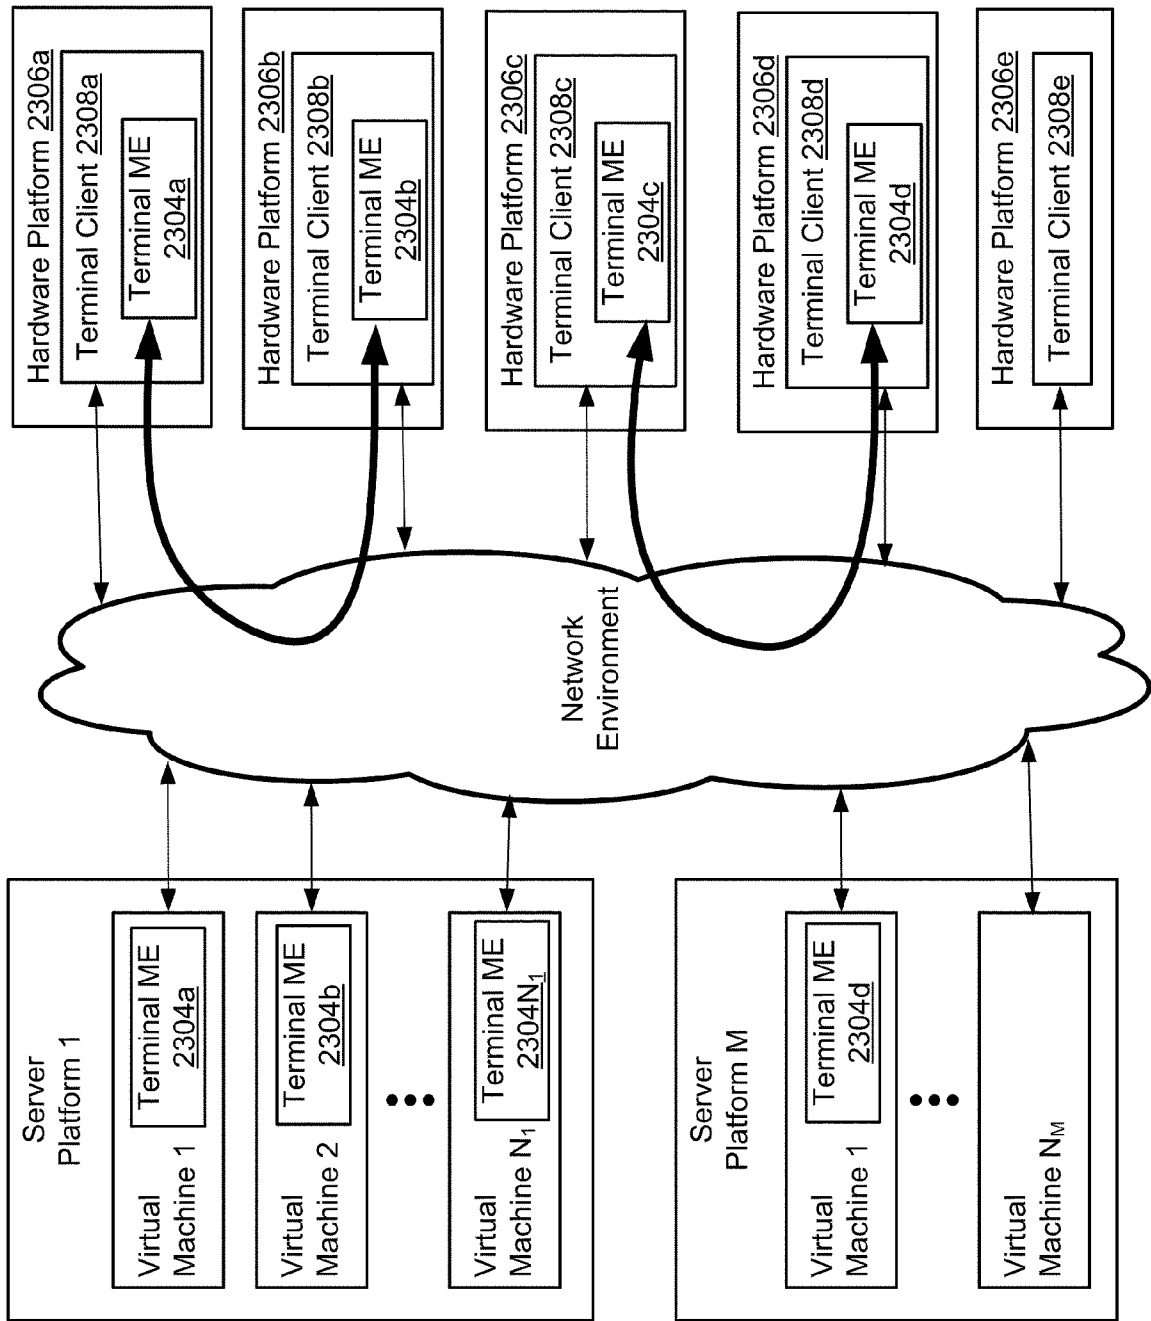 Server
Platform 1
Virtual
Machine 1
Terminal ME
2304a
Virtual
Machine 2
Terminal ME
2304b
Virtual
Machine N1
Terminal ME
2304N1
Server
Platform M
Virtual
Machine 1
Terminal ME
2304d
Virtual
Machine NM
Network
Environment
Hardware Platform 2306a
Terminal Client 2308a
Terminal ME
2304a
Hardware Platform 2306b
Terminal Client 2308b
Terminal ME
2304b
Hardware Platform 2306c
Terminal Client 2308c
Terminal ME
2304c
Hardware Platform 2306d
Terminal Client 2308d
Terminal ME
2304d
Hardware Platform 2306e
Terminal Client 2308e